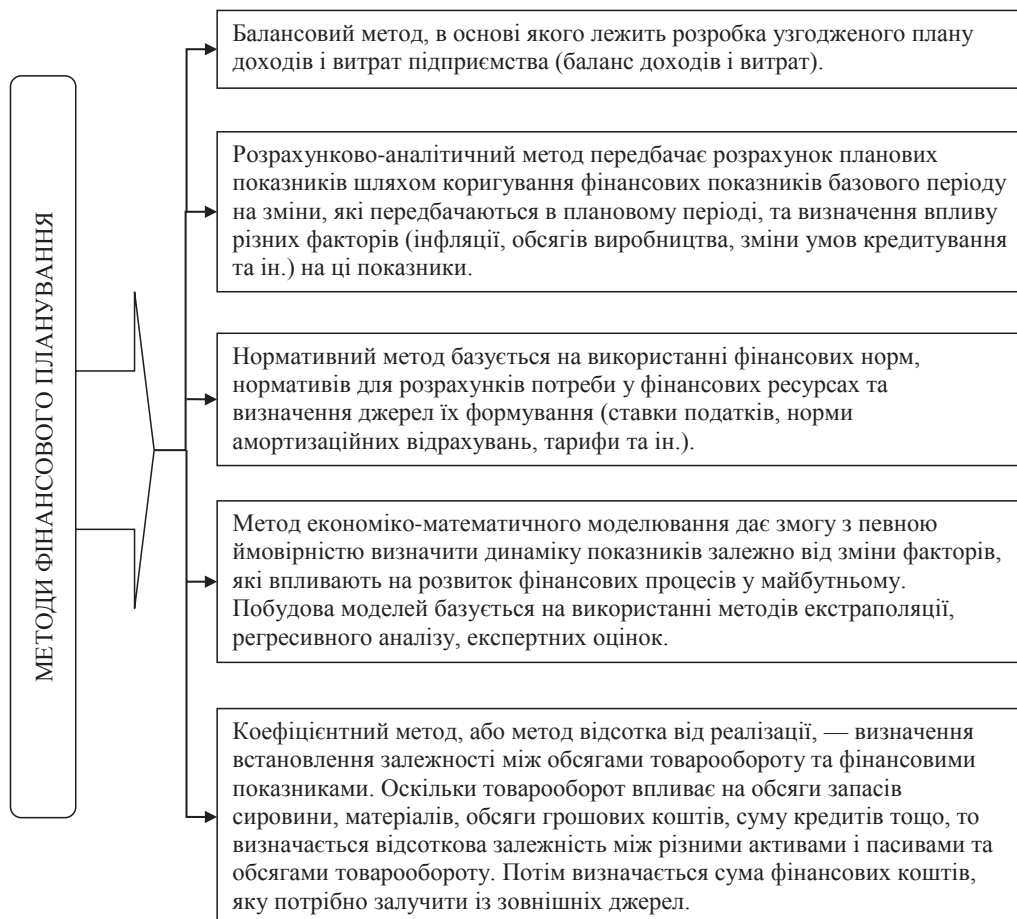 МЕТОДИ ФІНАНСОВОГО ПЛАНУВАННЯ
Балансовий метод, в основі якого лежить розробка узгодженого плану
доходів і витрат підприємства (баланс доходів і витрат).
Розрахунково-аналітичний метод передбачає розрахунок планових
показників шляхом коригування фінансових показників базового періоду
на зміни, які передбачаються в плановому періоді, та визначення впливу
різних факторів (інфляції, обсягів виробництва, зміни умов кредитування
та ін.) на ці показники.
Нормативний метод базується на використанні фінансових норм,
нормативів для розрахунків потреби у фінансових ресурсах та
визначення джерел їх формування (ставки податків, норми
амортизаційних відрахувань, тарифи та ін.).
Метод економіко-математичного моделювання дає змогу з певною
ймовірністю визначити динаміку показників залежно від зміни факторів,
які впливають на розвиток фінансових процесів у майбутньому.
Побудова моделей базується на використанні методів екстраполяції,
регресивного аналізу, експертних оцінок.
Коефіцієнтний метод, або метод відсотка від реалізації, — визначення
встановлення залежності між обсягами товарообороту та фінансовими
показниками. Оскільки товарооборот впливає на обсяги запасів
сировини, матеріалів, обсяги грошових коштів, суму кредитів тощо, то
визначається відсоткова залежність між різними активами і пасивами та
обсягами товарообороту. Потім визначається сума фінансових коштів,
яку потрібно залучити із зовнішніх джерел.